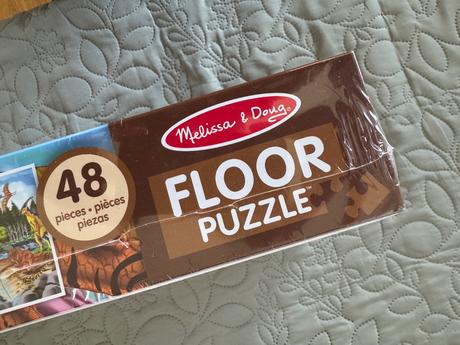 Melissa & Doug®
FLOOR
PUZZLE™
48
pieces • pièces
piezas